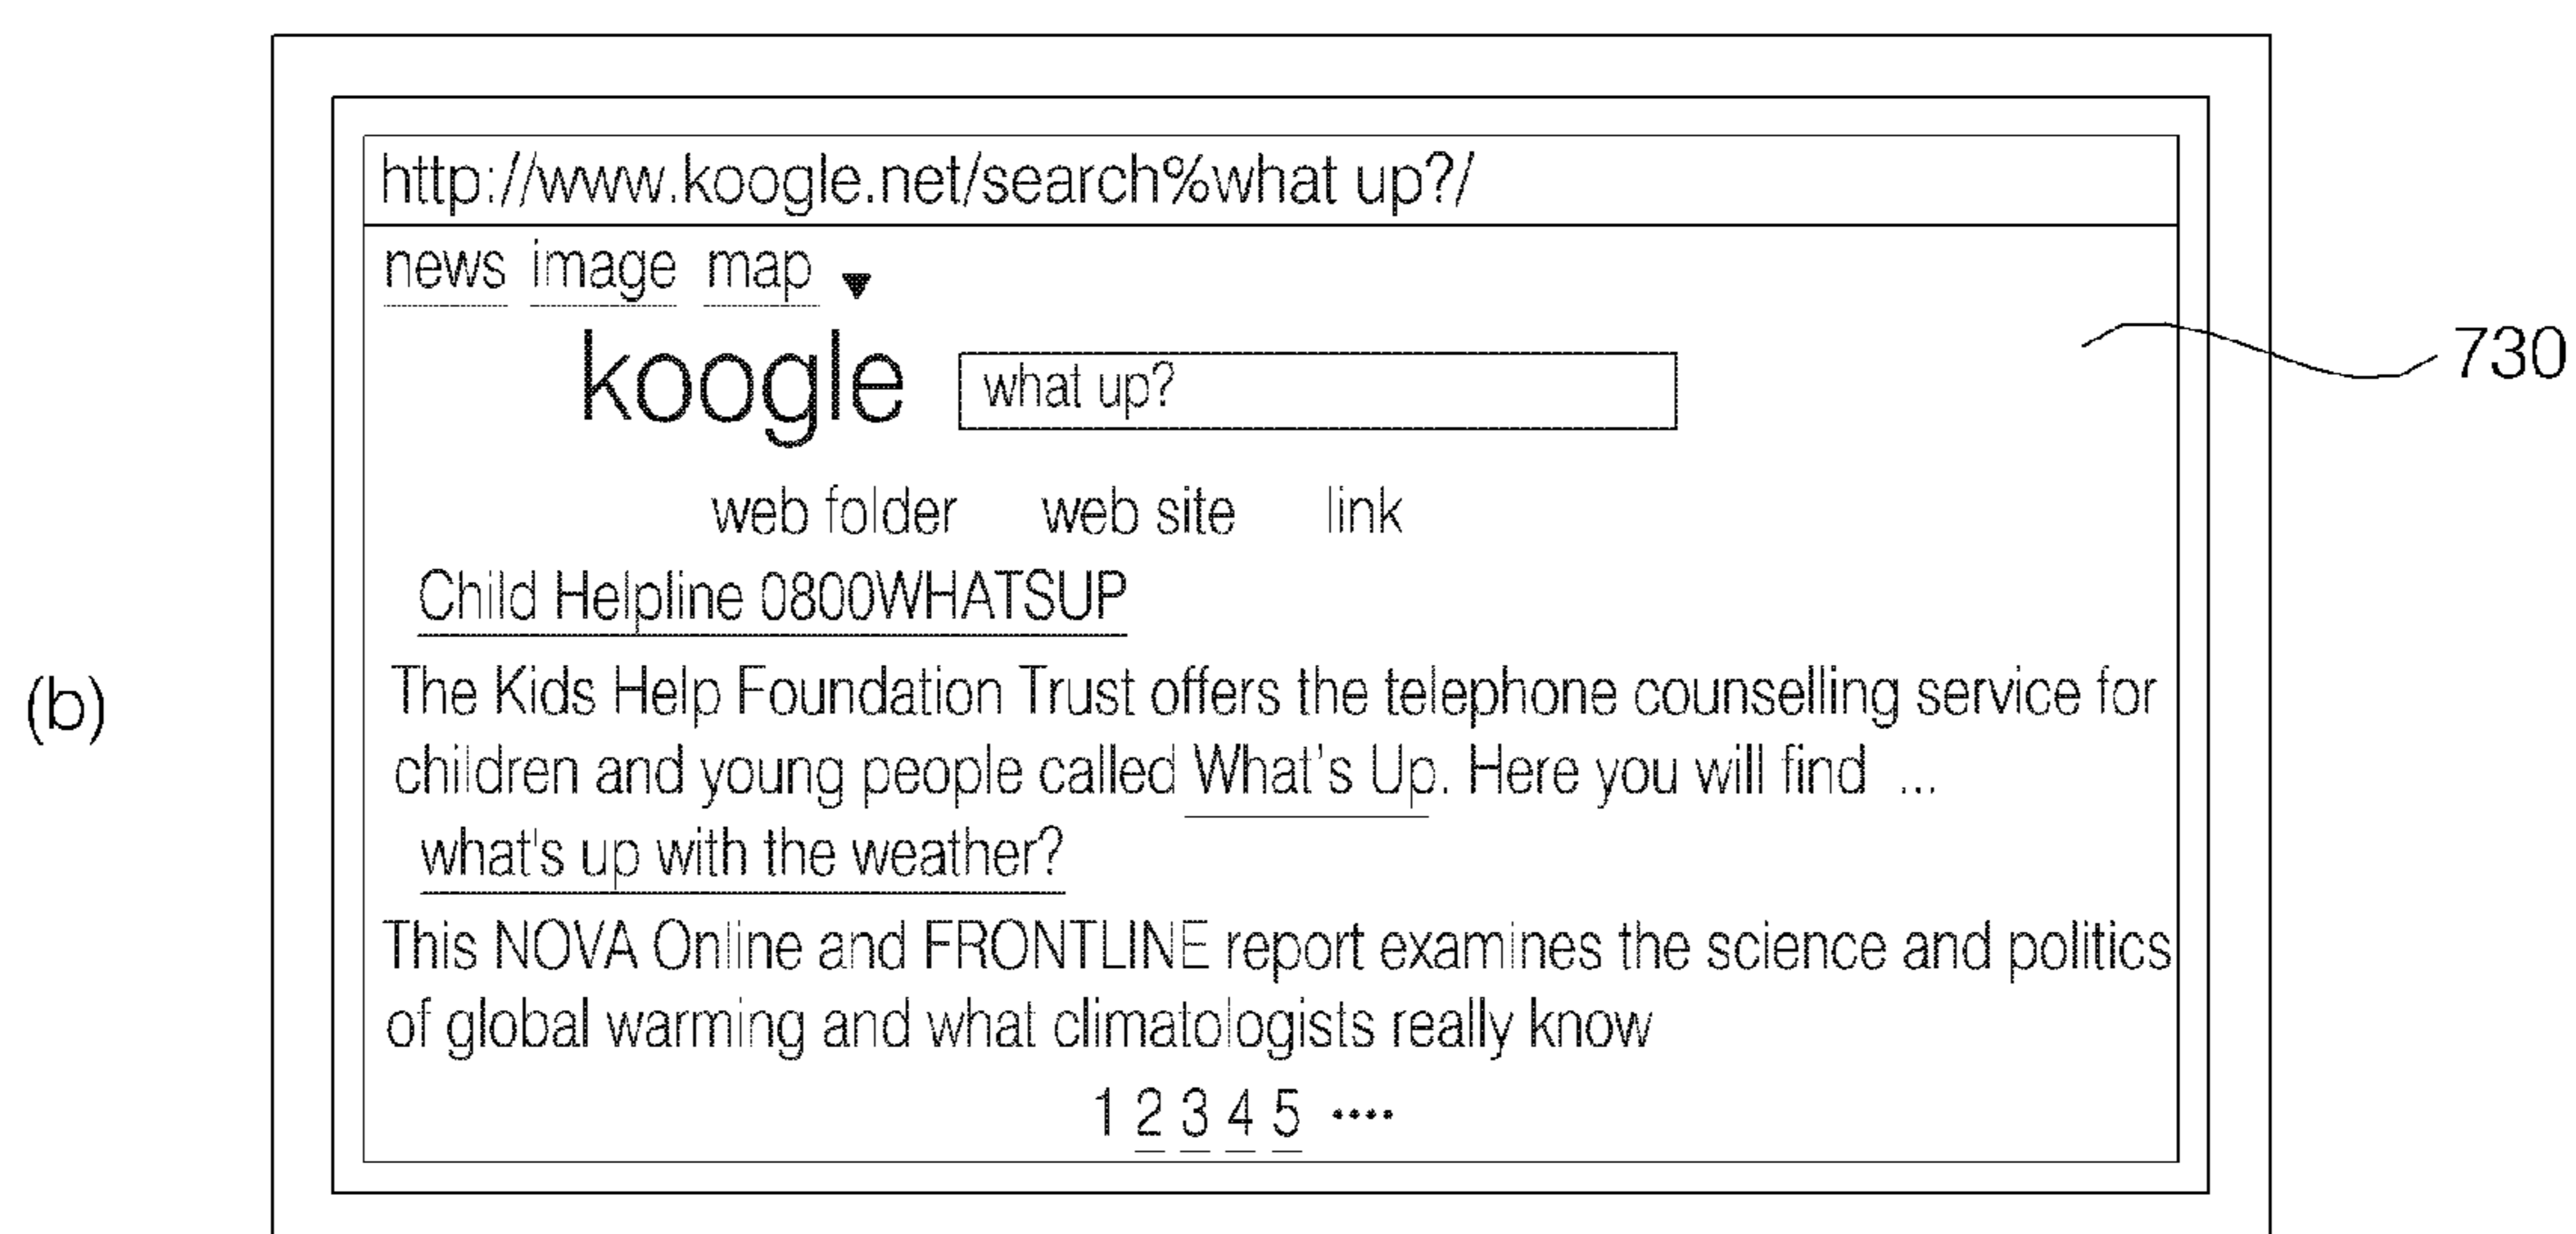 http://www.koogle.net/search%what up?/
news image map ▼
koogle what up?
730
web folder web site link
Child Helpline 0800WHATSUP
The Kids Help Foundation Trust offers the telephone counselling service for
(b)
children and young people called What's Up. Here you will find ...
what's up with the weather?
This NOVA Online and FRONTLINE report examines the science and politics
of global warming and what climatologists really know
1 2 3 4 5 ····